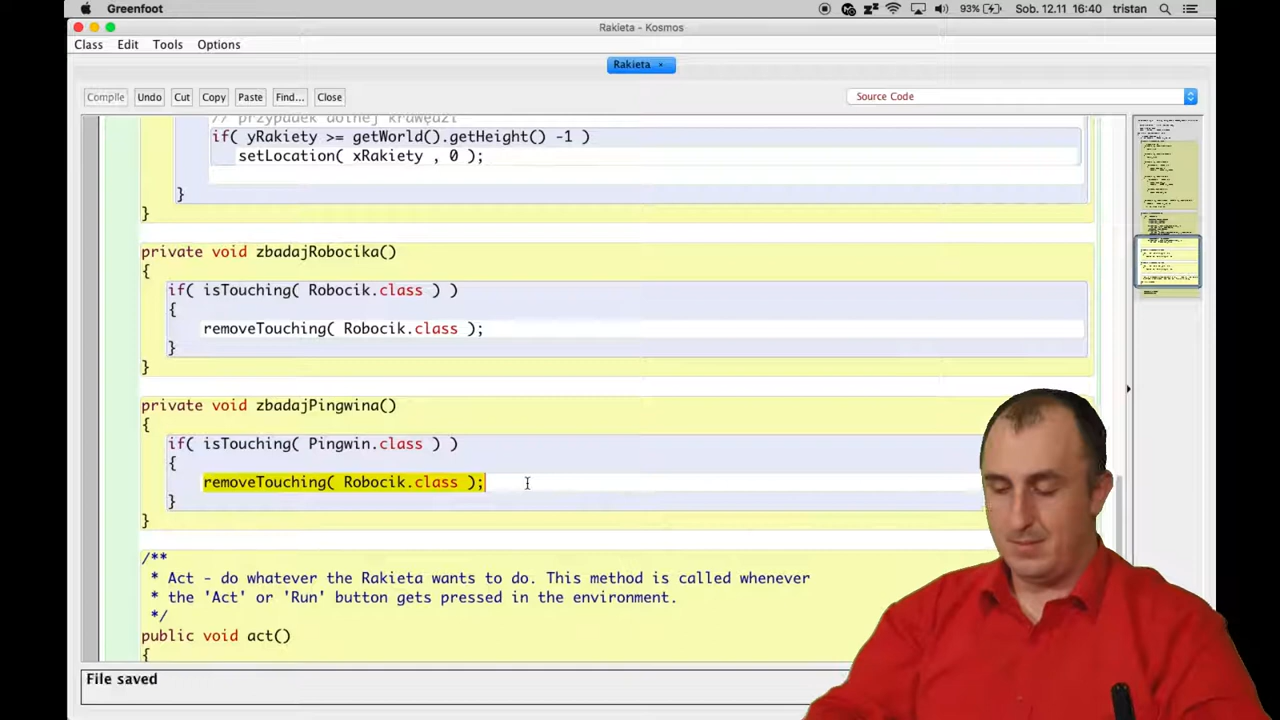 Greenfoot
93%
Sob. 12.11 16:40 tristan
Rakieta - Kosmos
Class Edit Tools Options
Rakieta ×
Compile Undo Cut Copy Paste Find... Close
Source Code
// przypadek dolnej krawędzi
if( yRakiety >= getWorld().getHeight() -1 )
setLocation( xRakiety , 0 );
}
}
private void zbadajRobocika()
{
if( isTouching( Robocik.class ) )
{
removeTouching( Robocik.class );
}
}
private void zbadajPingwina()
{
if( isTouching( Pingwin.class ) )
{
removeTouching( Robocik.class );
}
}
/**
* Act - do whatever the Rakieta wants to do. This method is called whenever
* the 'Act' or 'Run' button gets pressed in the environment.
*/
public void act()
{
File saved